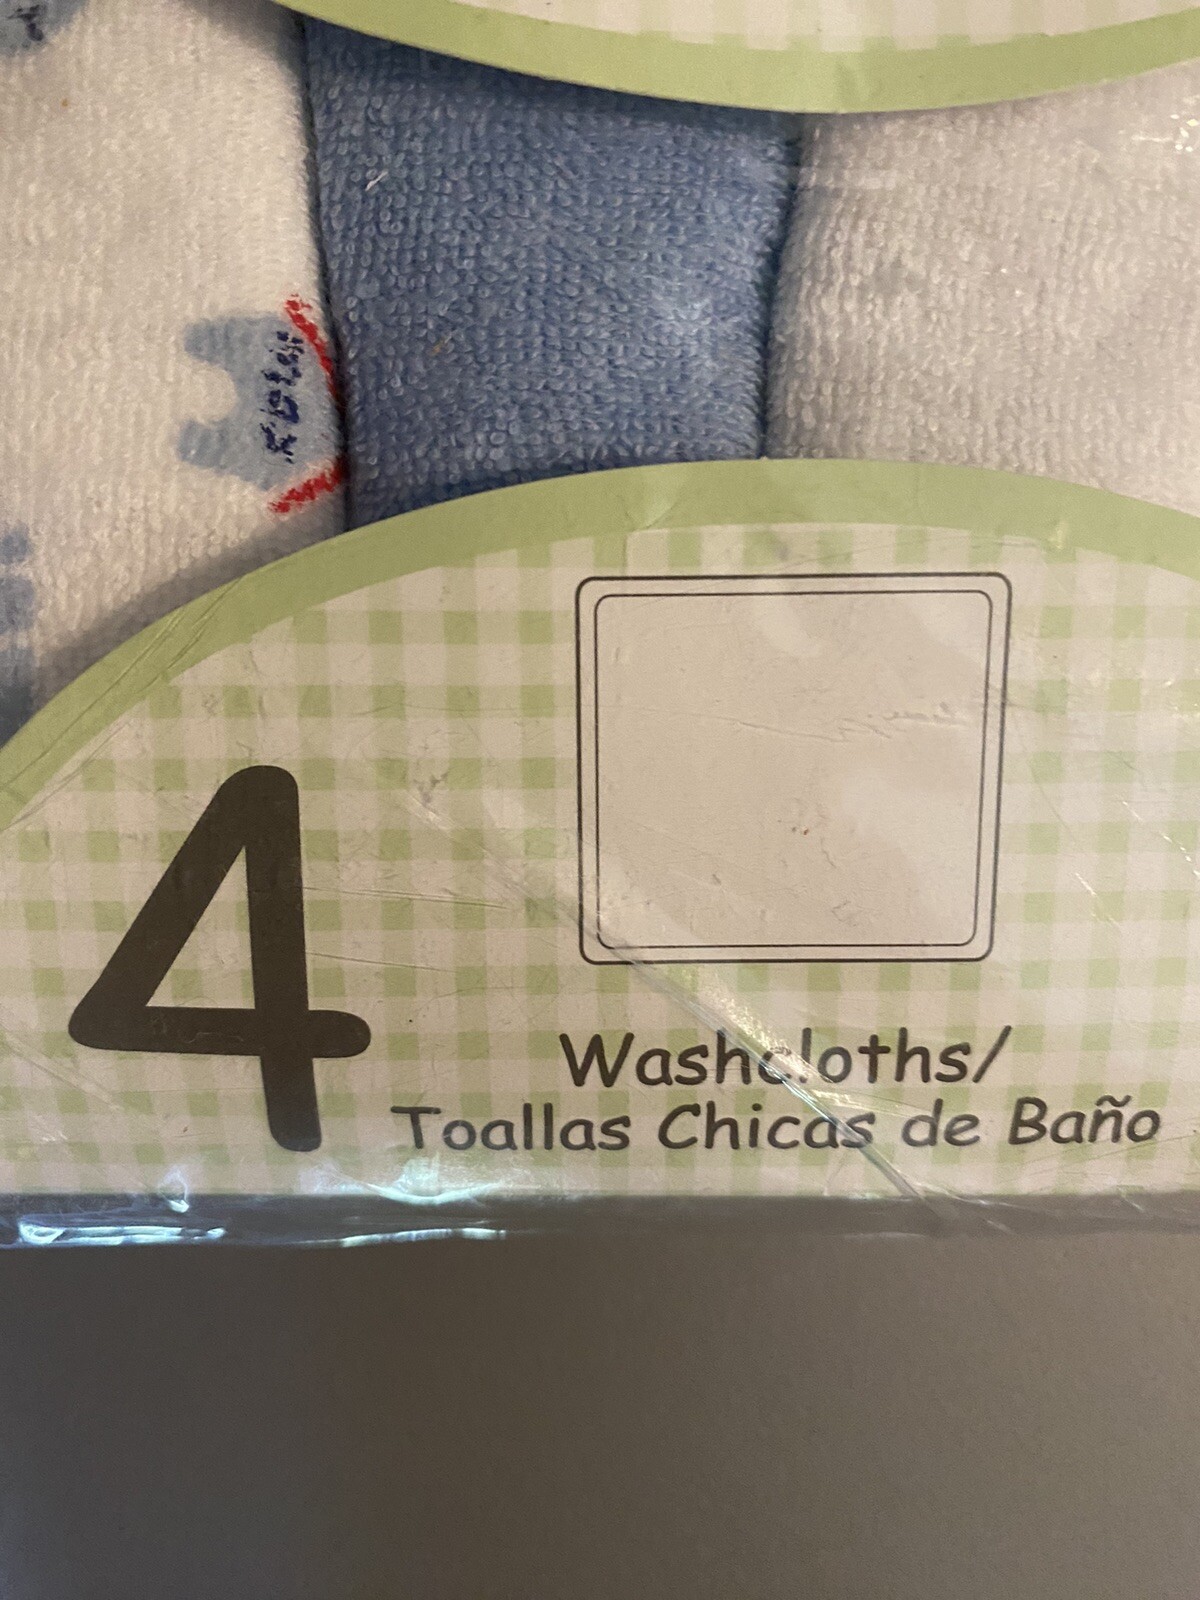 4
Washcloths/
Toallas Chicas de Baño